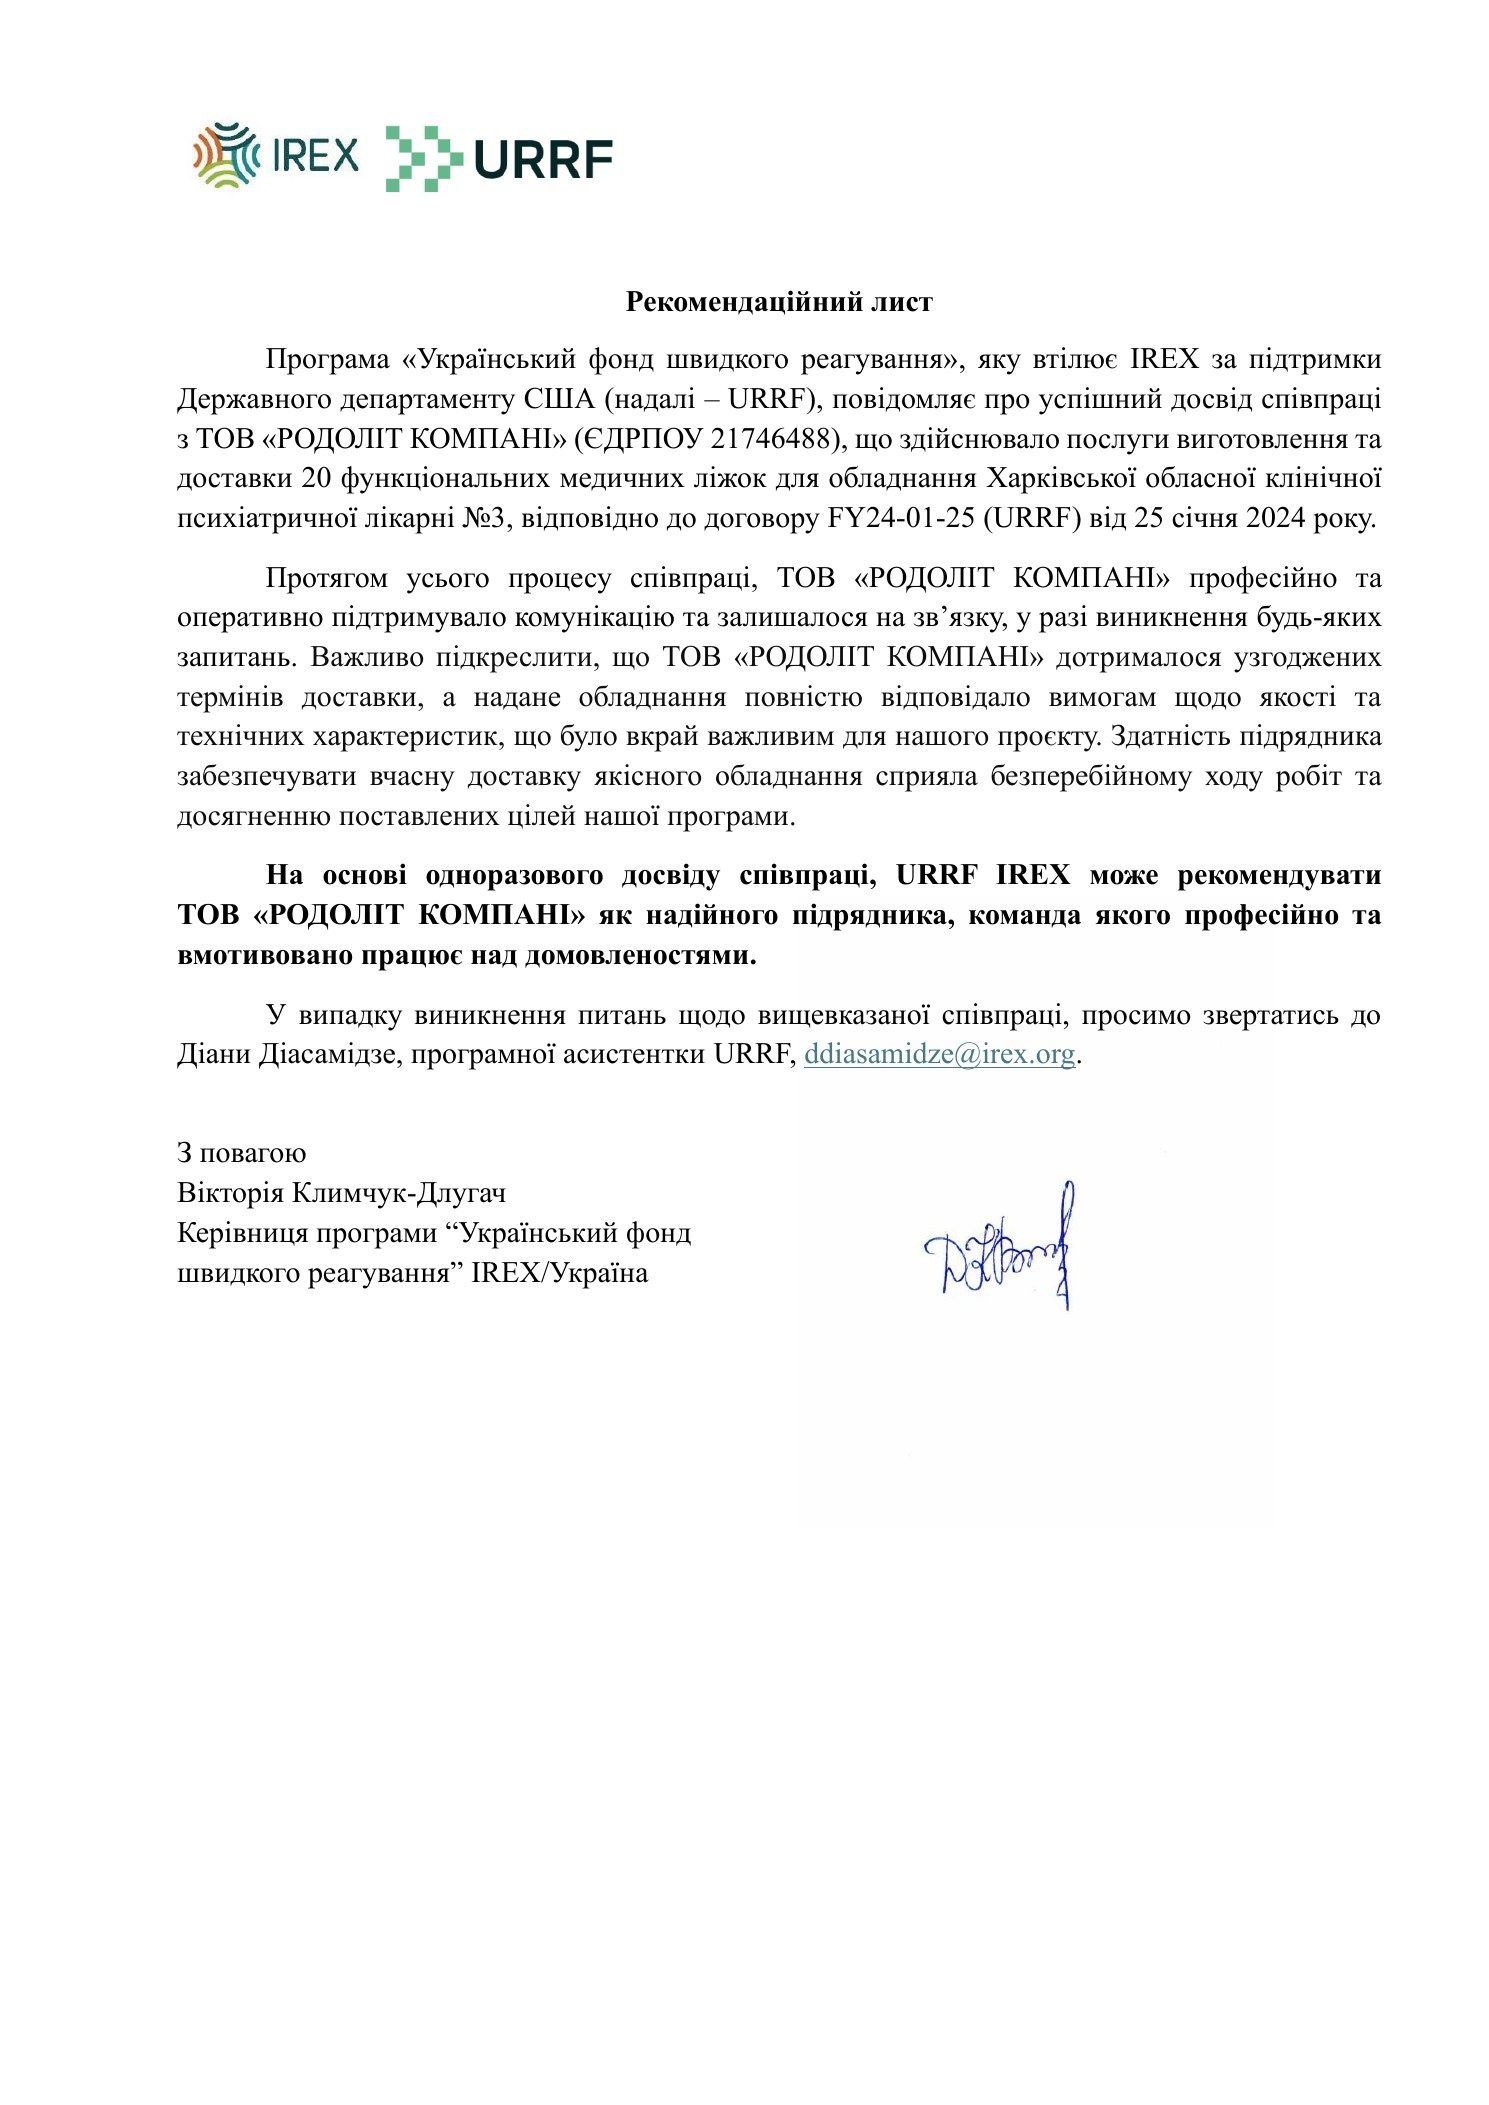 IREX URRF
Рекомендаційний лист
Програма «Український фонд швидкого реагування», яку втілює IREX за підтримки
Державного департаменту США (надалі – URRF), повідомляє про успішний досвід співпраці
з ТОВ «РОДОЛІТ КОМПАНІ» (ЄДРПОУ 21746488), що здійснювало послуги виготовлення та
доставки 20 функціональних медичних ліжок для обладнання Харківської обласної клінічної
психіатричної лікарні №3, відповідно до договору FY24-01-25 (URRF) від 25 січня 2024 року.
Протягом усього процесу співпраці, ТОВ «РОДОЛІТ КОМПАНІ» професійно та
оперативно підтримувало комунікацію та залишалося на зв’язку, у разі виникнення будь-яких
запитань. Важливо підкреслити, що ТОВ «РОДОЛІТ КОМПАНІ» дотрималося узгоджених
термінів доставки, а надане обладнання повністю відповідало вимогам щодо якості та
технічних характеристик, що було вкрай важливим для нашого проєкту. Здатність підрядника
забезпечувати вчасну доставку якісного обладнання сприяла безперебійному ходу робіт та
досягненню поставлених цілей нашої програми.
На основі одноразового досвіду співпраці, URRF IREX може рекомендувати
ТОВ «РОДОЛІТ КОМПАНІ» як надійного підрядника, команда якого професійно та
вмотивовано працює над домовленостями.
У випадку виникнення питань щодо вищевказаної співпраці, просимо звертатись до
Діани Діасамідзе, програмної асистентки URRF, ddiasamidze@irex.org.
З повагою
Вікторія Климчук-Длугач
Керівниця програми “Український фонд
швидкого реагування” IREX/Україна